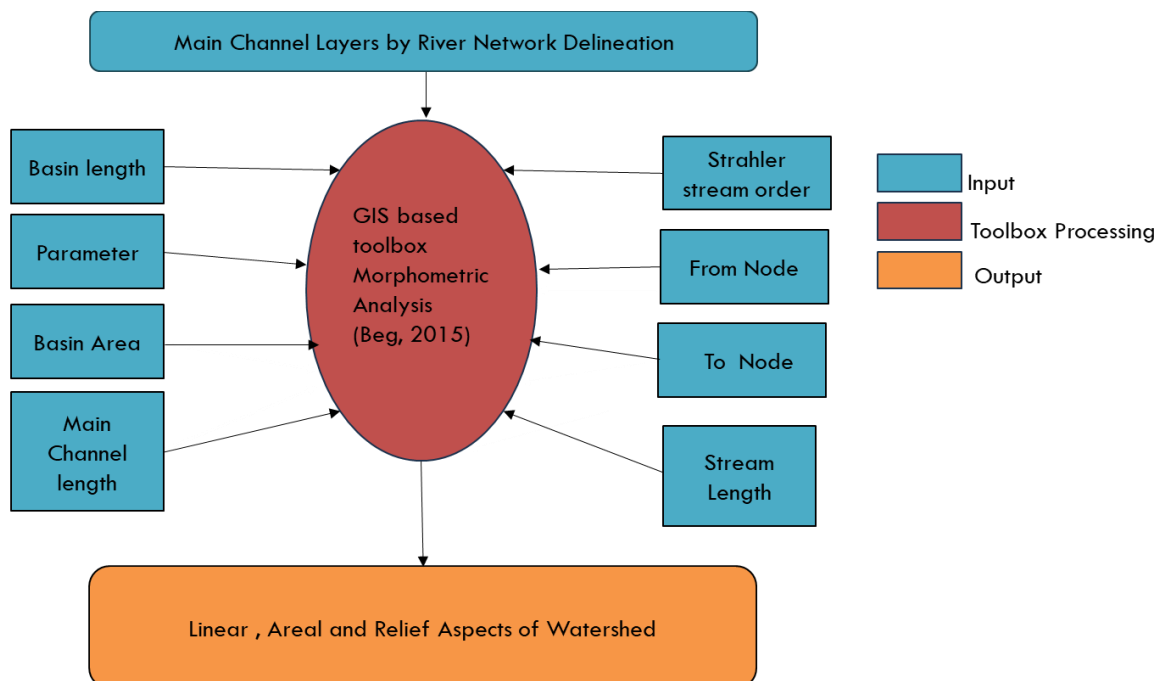 Main Channel Layers by River Network Delineation
Basin length
Parameter
Basin Area
Main
Channel
length
GIS based
toolbox
Morphometric
Analysis
(Beg, 2015)
Strahler
stream order
From Node
To Node
Stream
Length
Input
Toolbox Processing
Output
Linear , Areal and Relief Aspects of Watershed